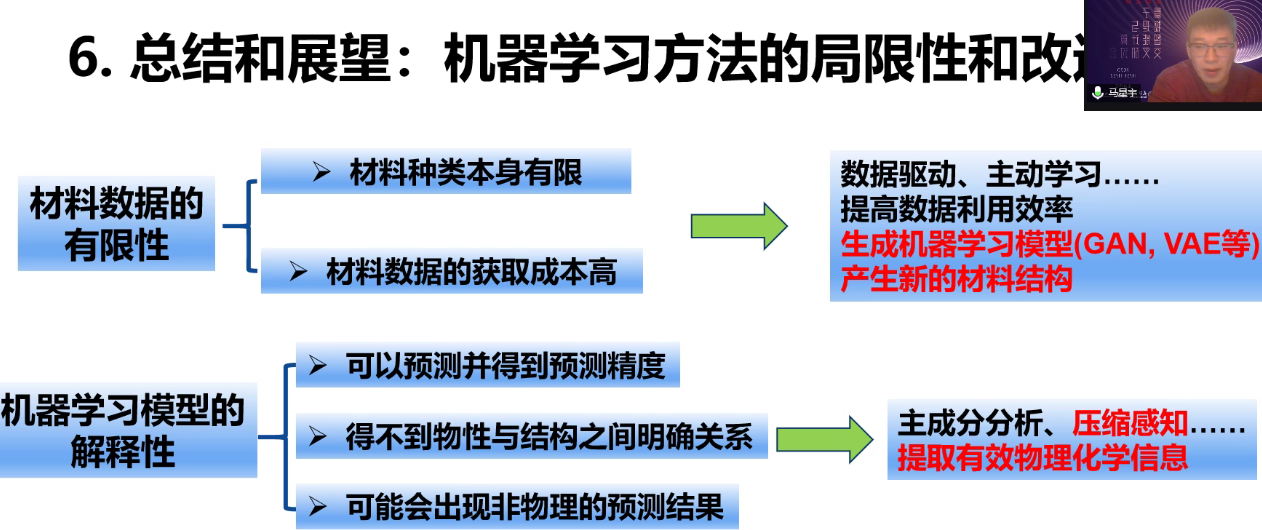 6. 总结和展望：机器学习方法的局限性和改
材料数据的
有限性
➢ 材料种类本身有限
➢ 材料数据的获取成本高
数据驱动、主动学习……
提高数据利用效率
生成机器学习模型(GAN, VAE等)
产生新的材料结构
机器学习模型的
解释性
➢ 可以预测并得到预测精度
➢ 得不到物性与结构之间明确关系
➢ 可能会出现非物理的预测结果
主成分分析、压缩感知……
提取有效物理化学信息